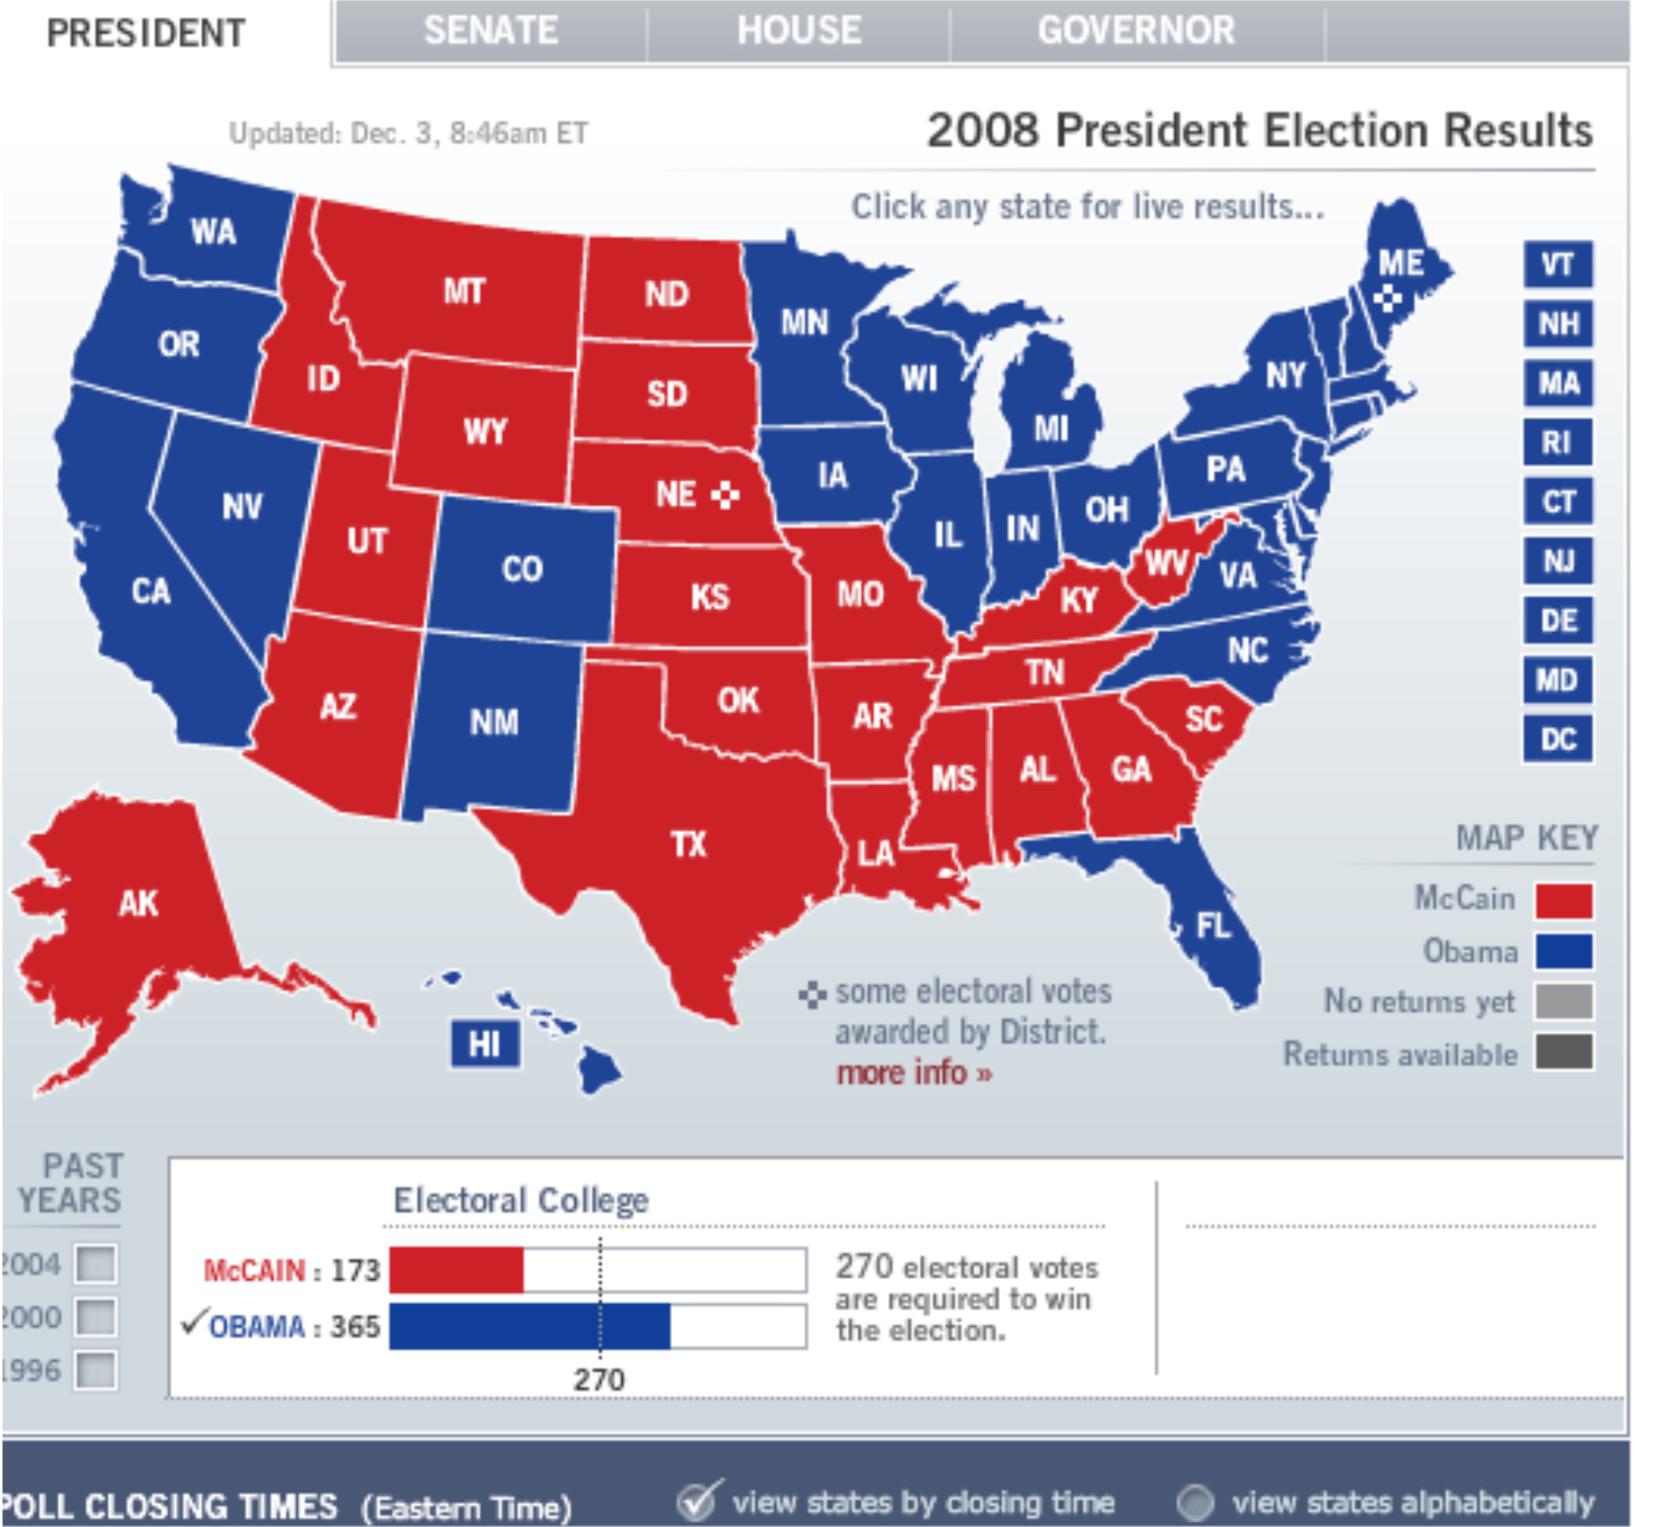 PRESIDENT
SENATE
HOUSE
GOVERNOR
Updated: Dec. 3, 8:46am ET
2008 President Election Results
Click any state for live results...
WA
OR
CA
NV
ID
MT
WY
UT
CO
AZ
NM
ND
SD
NE
KS
OK
TX
MN
IA
MO
AR
LA
WI
IL
MI
IN
OH
KY
TN
MS
AL
GA
FL
SC
NC
VA
WV
PA
NY
ME
AK
HI
VT
NH
MA
RI
CT
NJ
DE
MD
DC
MAP KEY
McCain
Obama
No returns yet
Returns available
some electoral votes
awarded by District.
more info »
PAST
YEARS
2004
2000
1996
Electoral College
McCAIN : 173
OBAMA : 365
270
270 electoral votes
are required to win
the election.
POLL CLOSING TIMES (Eastern Time)
view states by closing time
view states alphabetically